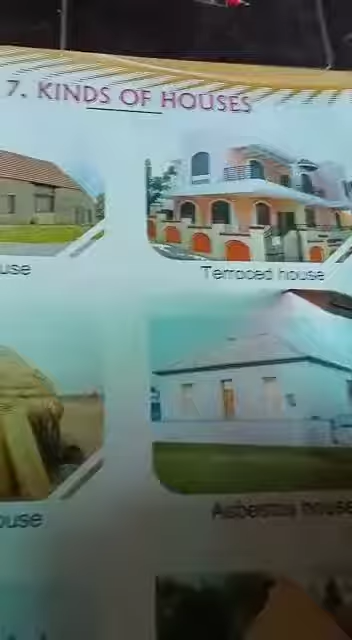 7. KINDS OF HOUSES
use
Terraced house
ouse
Asbestos house